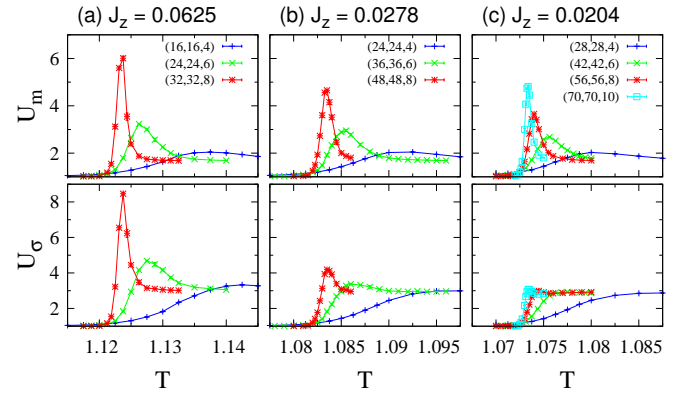 (a) J_z = 0.0625
(b) J_z = 0.0278
(c) J_z = 0.0204
U_m
6
4
2
(16,16,4)
(24,24,6)
(32,32,8)
(24,24,4)
(36,36,6)
(48,48,8)
(28,28,4)
(42,42,6)
(56,56,8)
(70,70,10)
U_σ
8
6
4
2
1.12 1.13 1.14
1.08 1.085 1.09 1.095
1.07 1.075 1.08 1.085
T T T